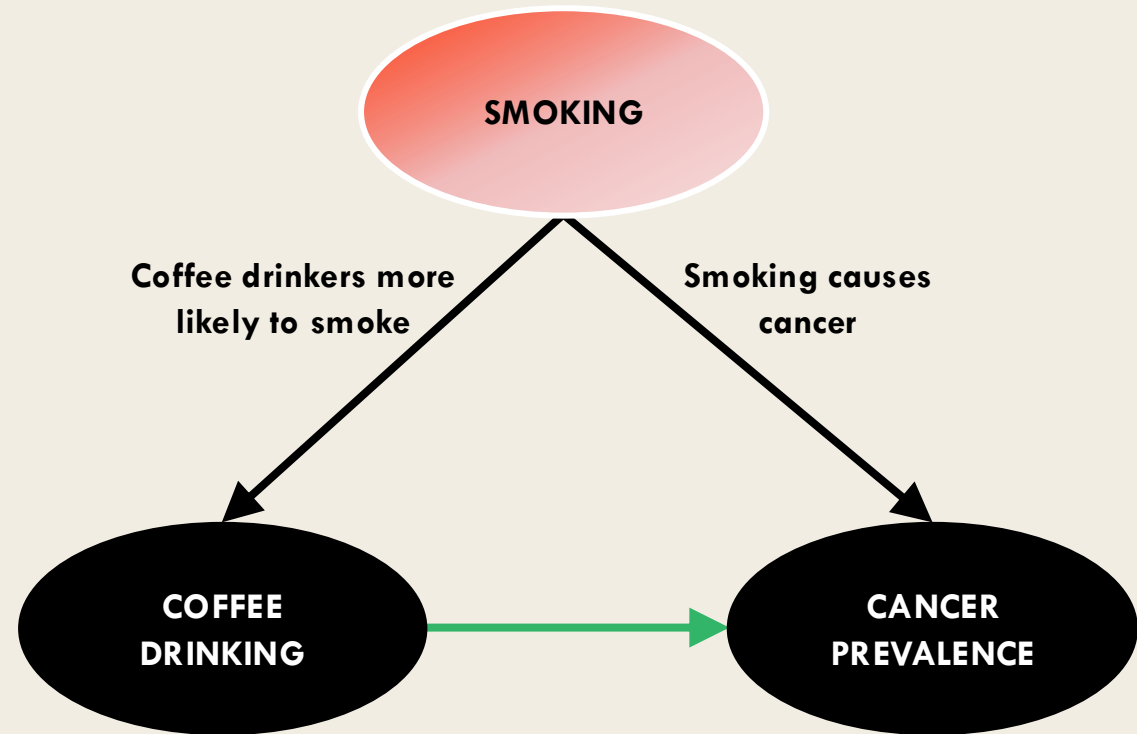 SMOKING
Coffee drinkers more
likely to smoke
Smoking causes
cancer
COFFEE
DRINKING
CANCER
PREVALENCE